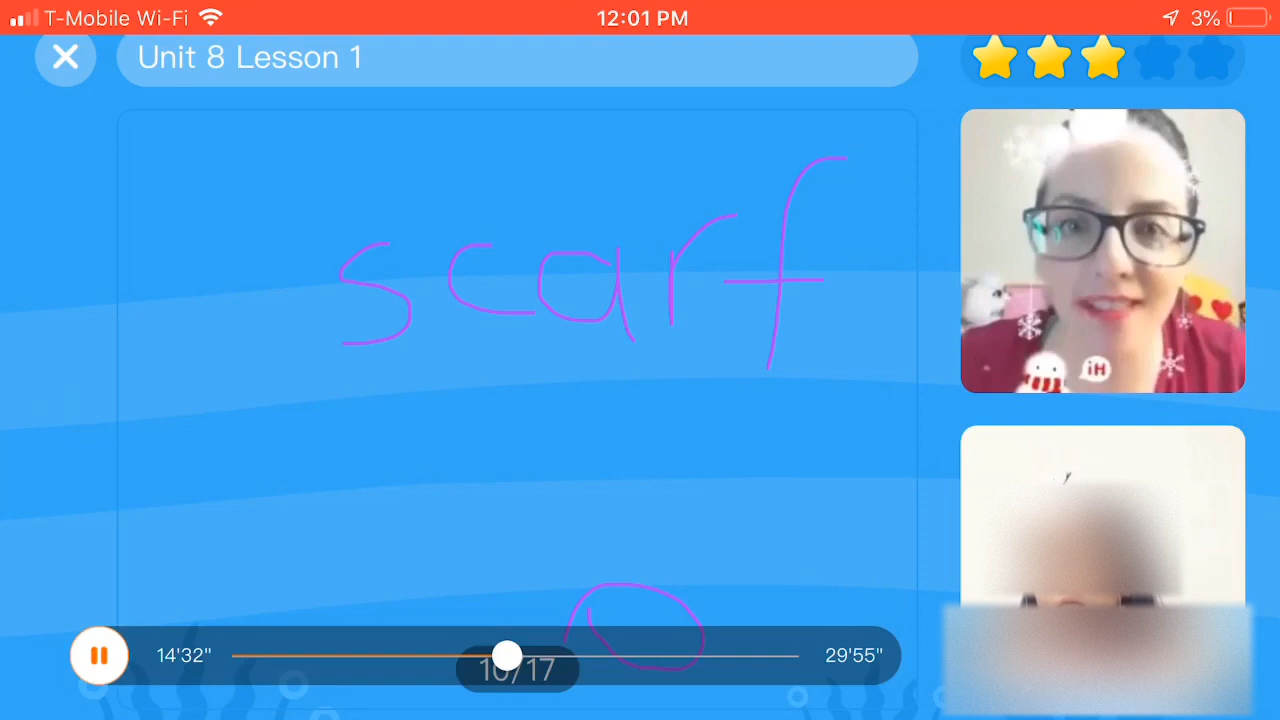 T-Mobile Wi-Fi 12:01 PM 3%
Unit 8 Lesson 1
scarf
iH
14'32" 29'55"
10/17